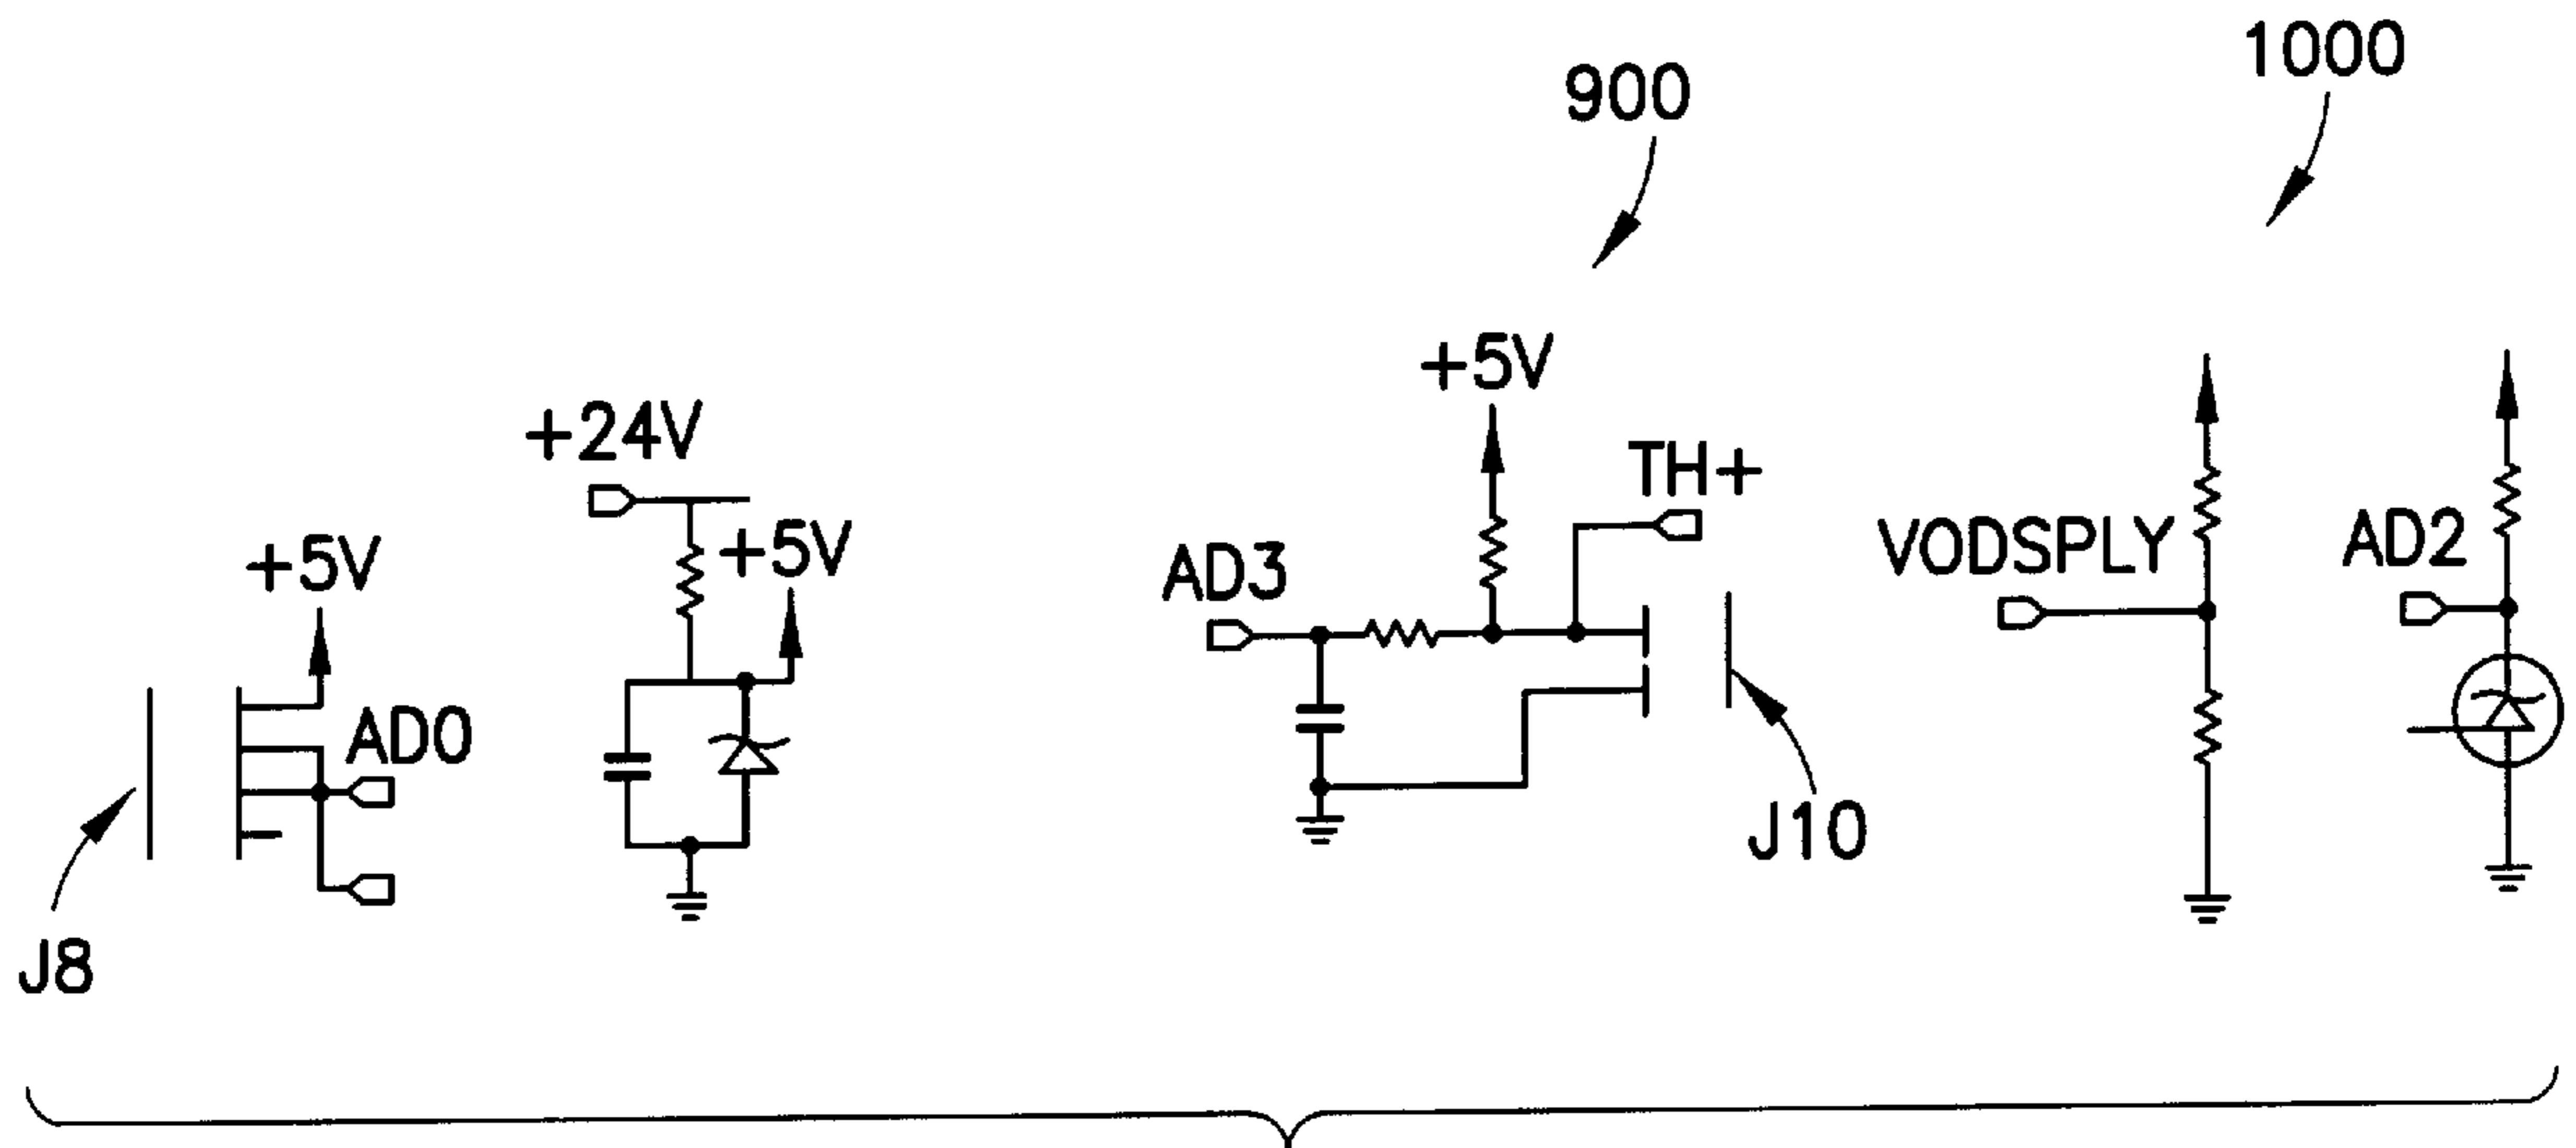 1000
900
+5V
+24V
TH+
+5V
+5V
AD3
VODSPLY
AD2
AD0
J10
J8